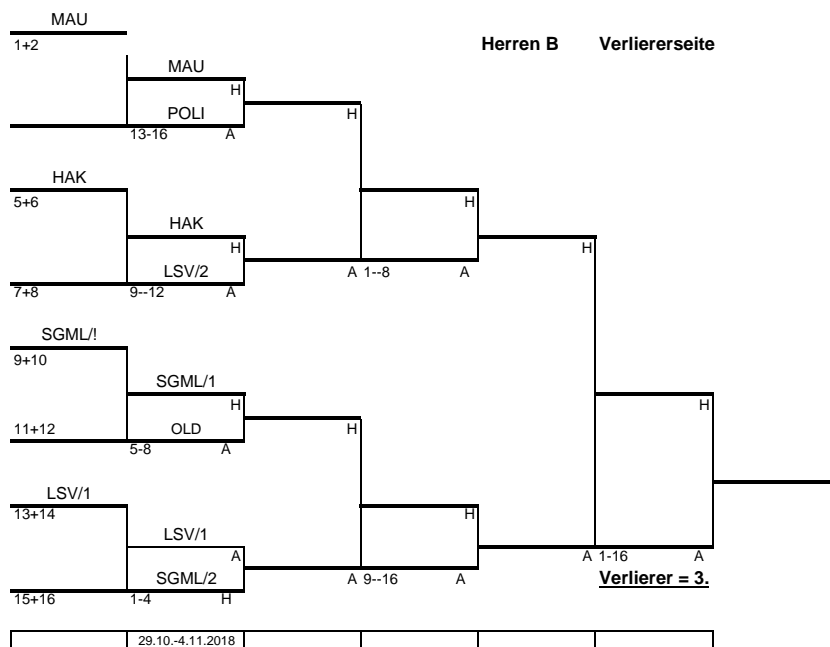 MAU
1+2
Herren B Verliererseite
MAU
H
POLI
H
13-16 A
HAK
5+6
H
HAK
H
H
LSV/2
A 1--8 A
7+8 9--12 A
SGML/!
9+10
SGML/1
H
H
11+12
OLD
H
5-8 A
LSV/1
13+14
H
LSV/1
A
A 1-16 A
SGML/2
A 9--16 A
Verlierer = 3.
15+16 1-4 H
29.10.-4.11.2018